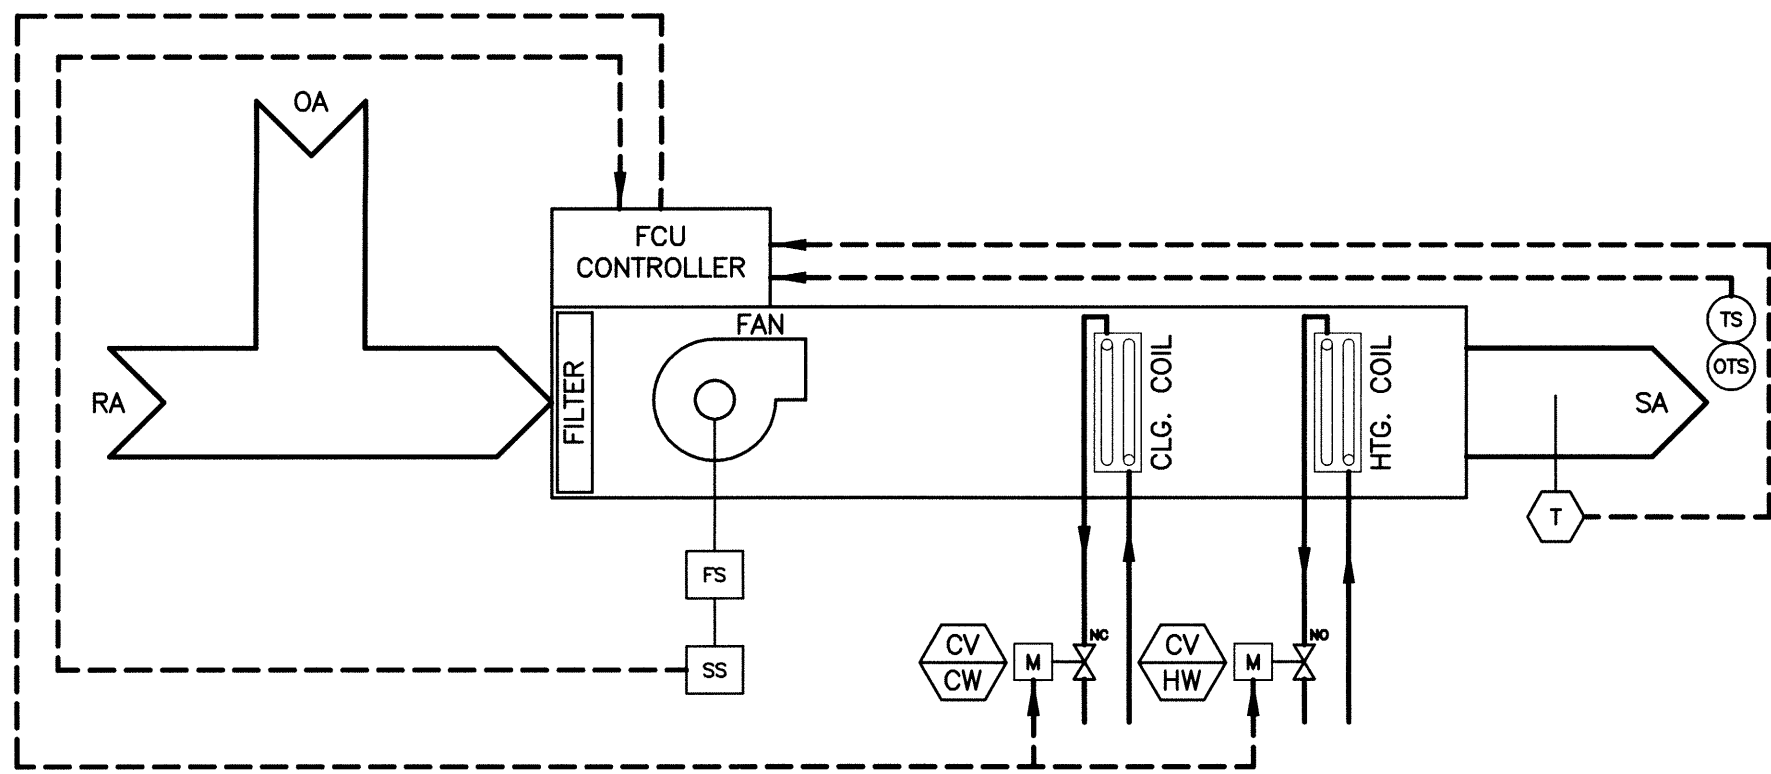 OA
FCU
CONTROLLER
FAN
TS
OTS
RA
FILTER
CLG. COIL
HTG. COIL
SA
T
FS
SS
CV
CW
M
NC
CV
HW
M
NO